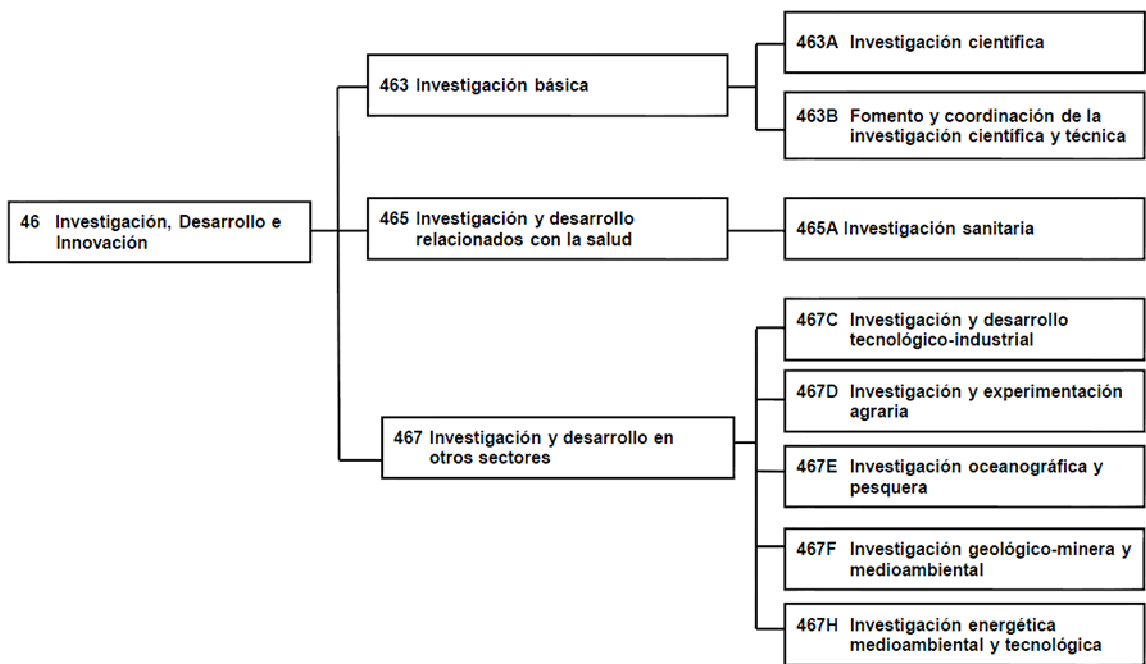 46 Investigación, Desarrollo e
Innovación
463 Investigación básica
463A Investigación científica
463B Fomento y coordinación de la
investigación científica y técnica
465 Investigación y desarrollo
relacionados con la salud
465A Investigación sanitaria
467 Investigación y desarrollo en
otros sectores
467C Investigación y desarrollo
tecnológico-industrial
467D Investigación y experimentación
agraria
467E Investigación oceanográfica y
pesquera
467F Investigación geológico-minera y
medioambiental
467H Investigación energética
medioambiental y tecnológica